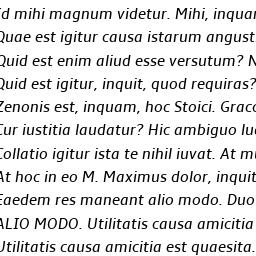 Id mihi magnum videtur. Mihi, inquam
Quae est igitur causa istarum angust
Quid est enim aliud esse versutum?
Quid est igitur, inquit, quod requiras?
Zenonis est, inquam, hoc Stoici.
Cur iustitia laudatur? Hic ambiguo
Collatio igitur ista te nihil iuvat. At
At hoc in eo M. Maximus dolor, inquit
Eaedem res maneant alio modo. Duo
ALIO MODO. Utilitatis causa amicitia
Utilitatis causa amicitia est quaesita.